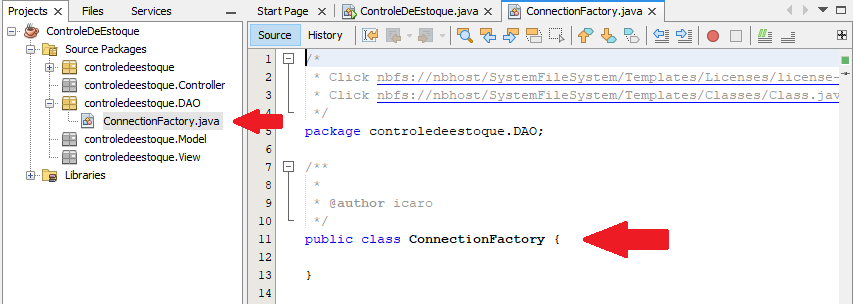 Projects Files Services
ControleDeEstoque
Source Packages
controledeestoque
controledeestoque.Controller
controledeestoque.DAO
ConnectionFactory.java
controledeestoque.Model
controledeestoque.View
Libraries
Start Page ControleDeEstoque.java ConnectionFactory.java
Source History
1 /*
2 * Click nbfs://nbhost/SystemFileSystem/Templates/Licenses/license-
3 * Click nbfs://nbhost/SystemFileSystem/Templates/Classes/Class.jav
4 */
5 package controledeestoque.DAO;
6
7 /**
8 *
9 * @author icaro
10 */
11 public class ConnectionFactory {
12
13 }
14